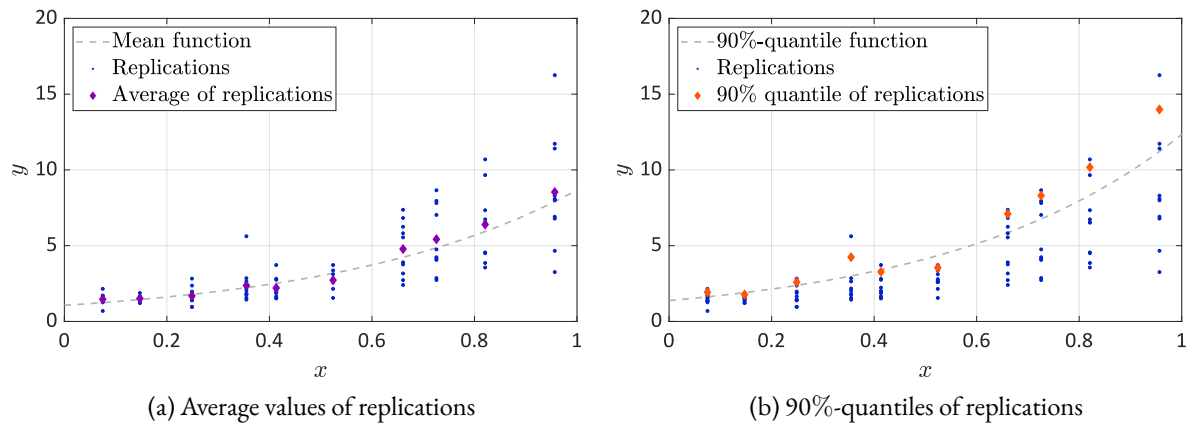 20
15
10
5
0
y
Mean function
Replications
Average of replications
0 0.2 0.4 0.6 0.8 1
x
(a) Average values of replications
20
15
10
5
0
y
90%-quantile function
Replications
90% quantile of replications
0 0.2 0.4 0.6 0.8 1
x
(b) 90%-quantiles of replications